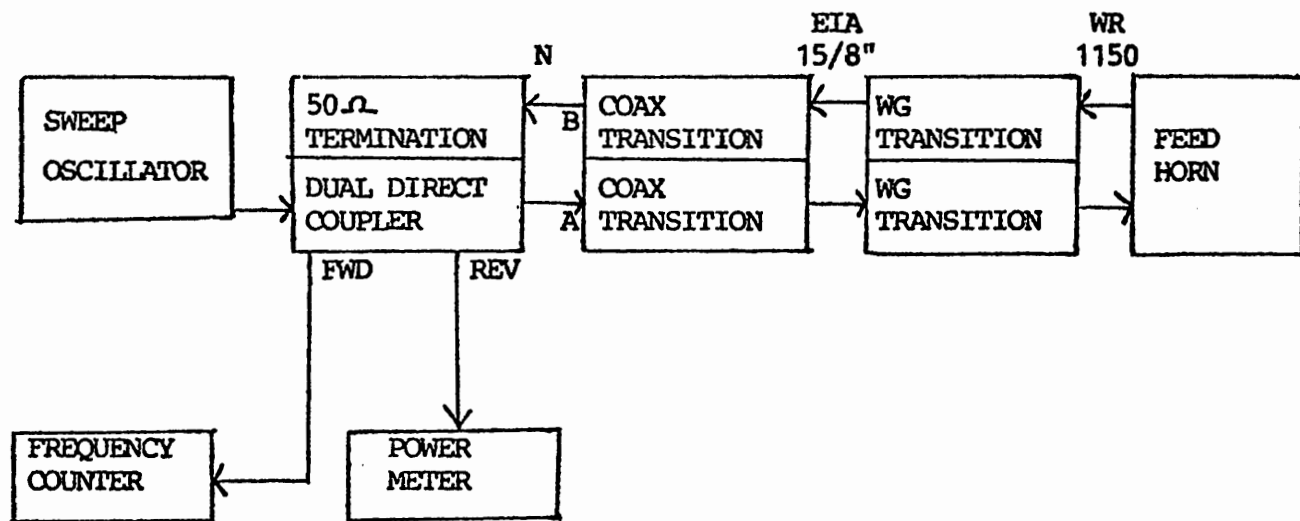 EIA
WR
N
15/8"
1150
SWEEP
OSCILLATOR
50Ω
TERMINATION
DUAL DIRECT
COUPLER
B
A
COAX
TRANSITION
COAX
TRANSITION
WG
TRANSITION
WG
TRANSITION
FEED
HORN
FWD
REV
FREQUENCY
COUNTER
POWER
METER